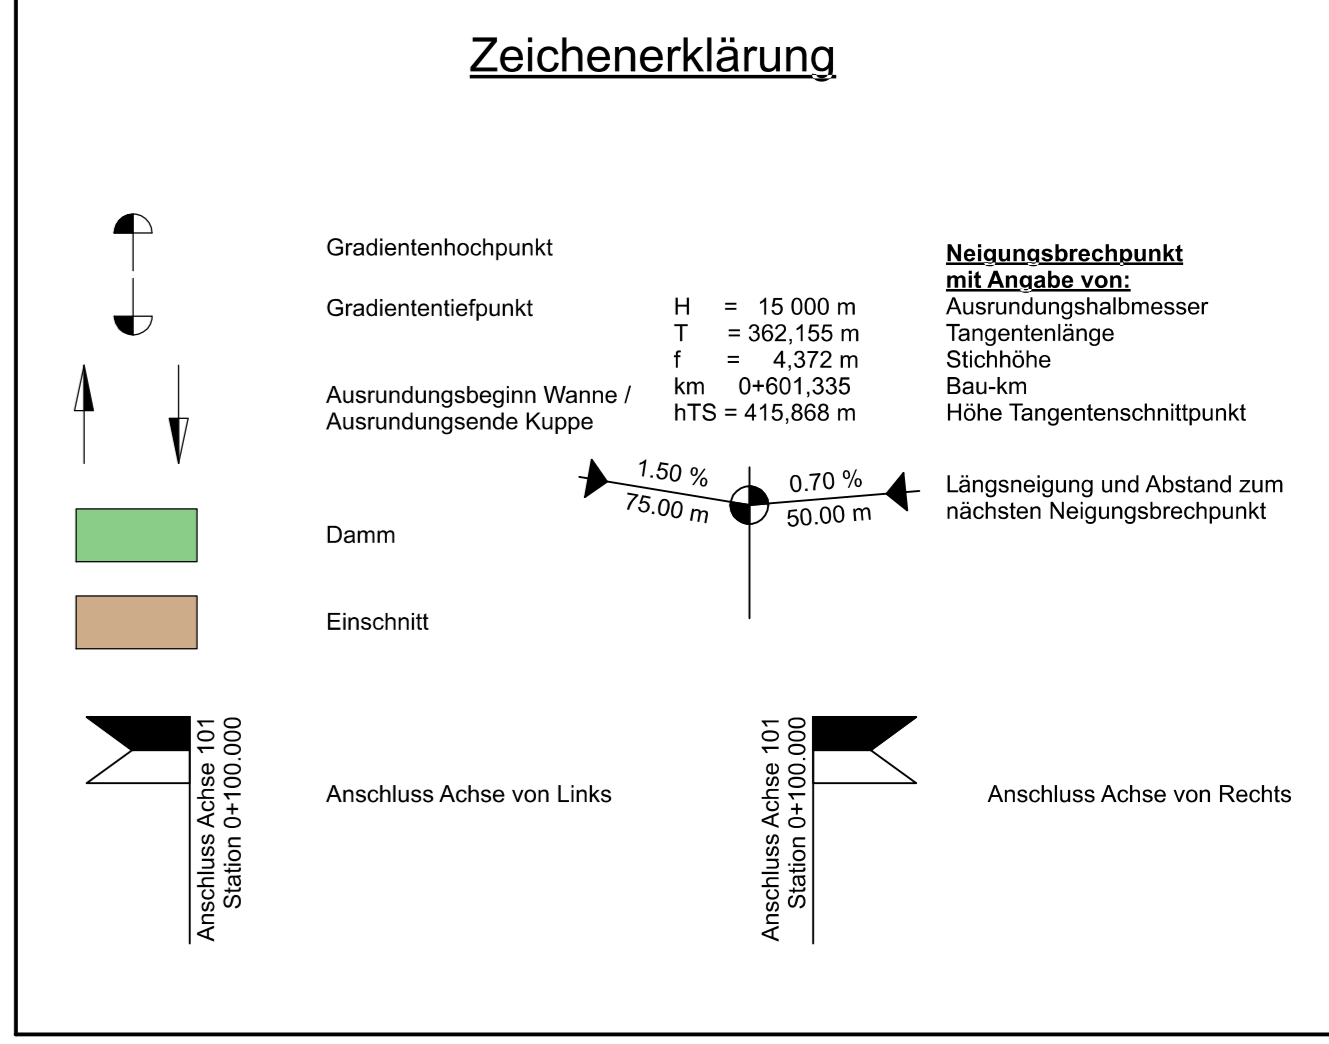 Zeichenerklärung
Gradientenhochpunkt
Gradiententiefpunkt
Ausrundungsbeginn Wanne /
Ausrundungsende Kuppe
Damm
Einschnitt
Neigungsbrechpunkt
mit Angabe von:
H = 15 000 m Ausrundungshalbmesser
T = 362,155 m Tangentenlänge
f = 4,372 m Stichhöhe
km 0+601,335 Bau-km
hTS = 415,868 m Höhe Tangentenschnittpunkt
1.50 %
75.00 m
0.70 %
50.00 m
Längsneigung und Abstand zum
nächsten Neigungsbrechpunkt
Anschluss Achse 101
Station 0+100.000
Anschluss Achse von Links
Anschluss Achse 101
Station 0+100.000
Anschluss Achse von Rechts